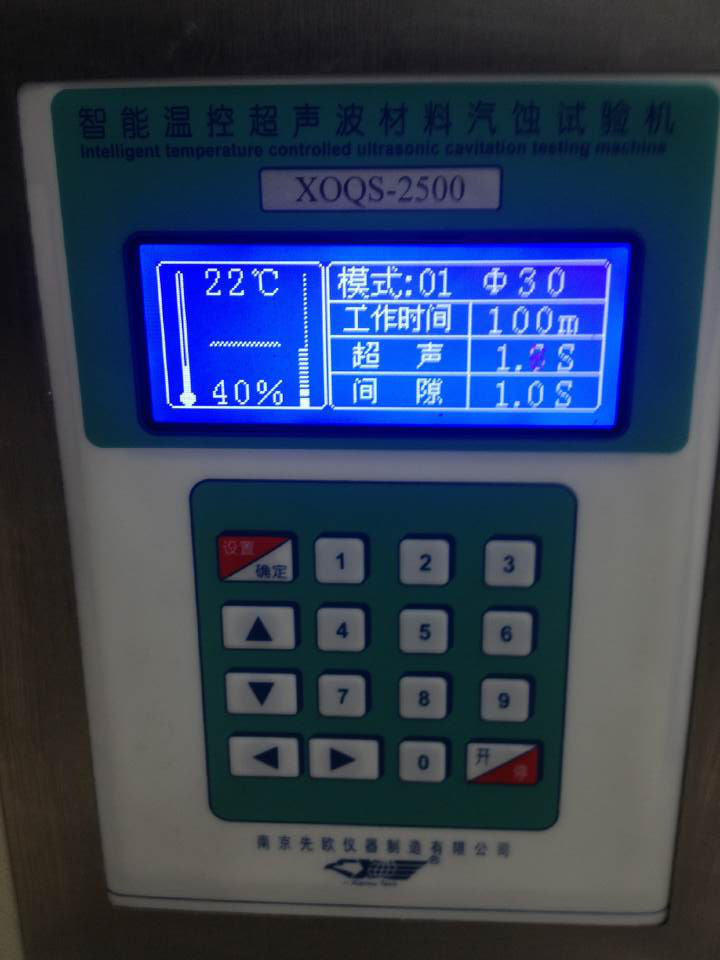 智能温控超声波材料汽蚀试验机
Intelligent temperature controlled ultrasonic cavitation testing machine
XOQS-2500
22℃
40%
模式:01 Φ30
工作时间 100m
超声 1. S
间隙 1.0S
设置
确定
1 2 3
▲ 4 5 6
▼ 7 8 9
◀ ▶ 0 开
停
南京先欧仪器制造有限公司
®